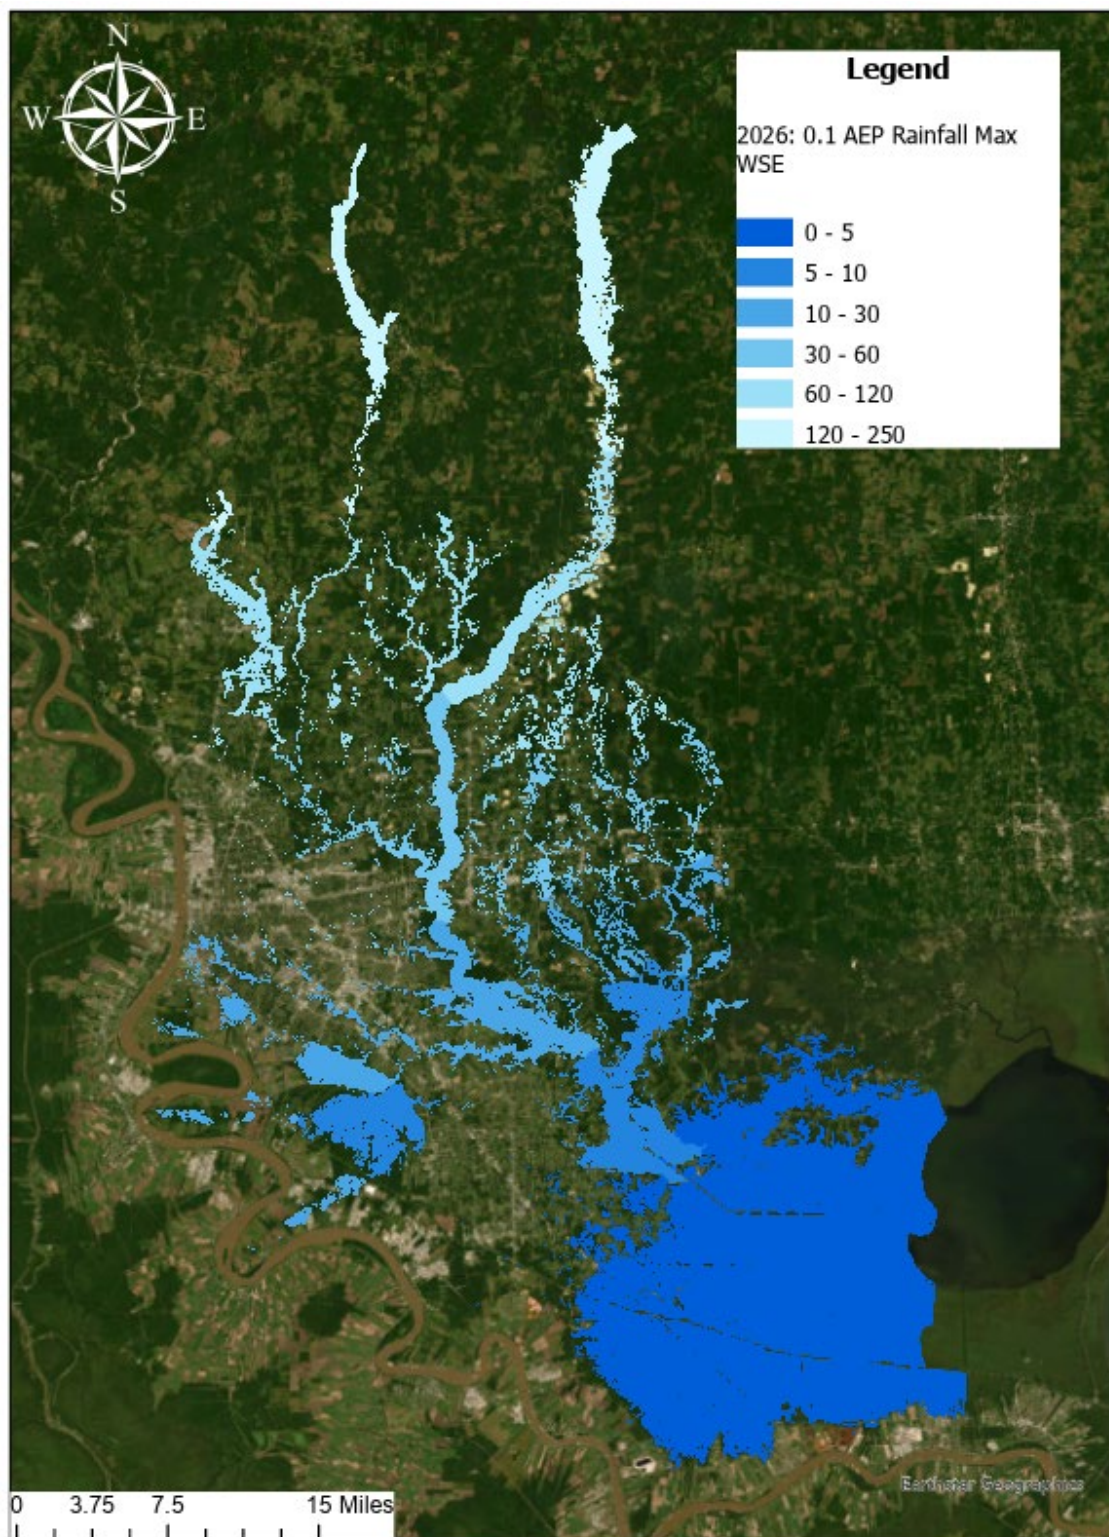 N
W E
S
Legend
2026: 0.1 AEP Rainfall Max
WSE
0 - 5
5 - 10
10 - 30
30 - 60
60 - 120
120 - 250
Earthstar Geographics
0 3.75 7.5 15 Miles